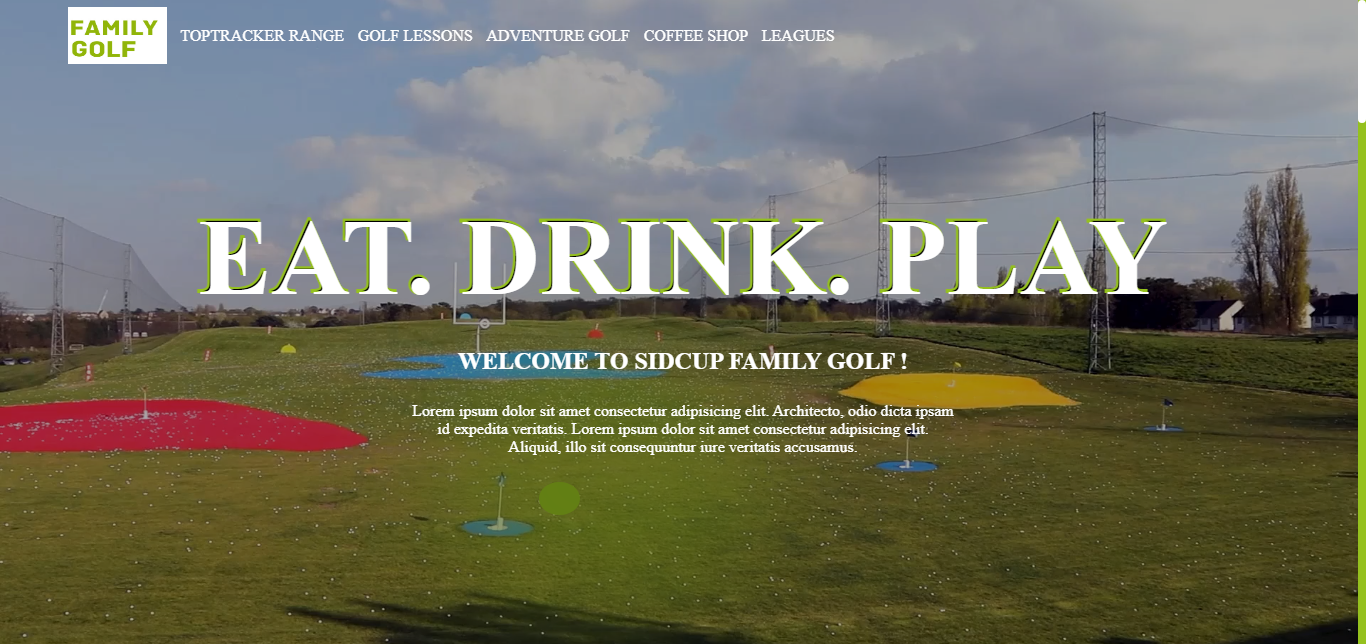 FAMILY
GOLF
TOPTRACKER RANGE GOLF LESSONS ADVENTURE GOLF COFFEE SHOP LEAGUES
EAT. DRINK. PLAY
WELCOME TO SIDCUP FAMILY GOLF !
Lorem ipsum dolor sit amet consectetur adipisicing elit. Architecto, odio dicta ipsam
id expedita veritatis. Lorem ipsum dolor sit amet consectetur adipisicing elit.
Aliquid, illo sit consequuntur iure veritatis accusamus.